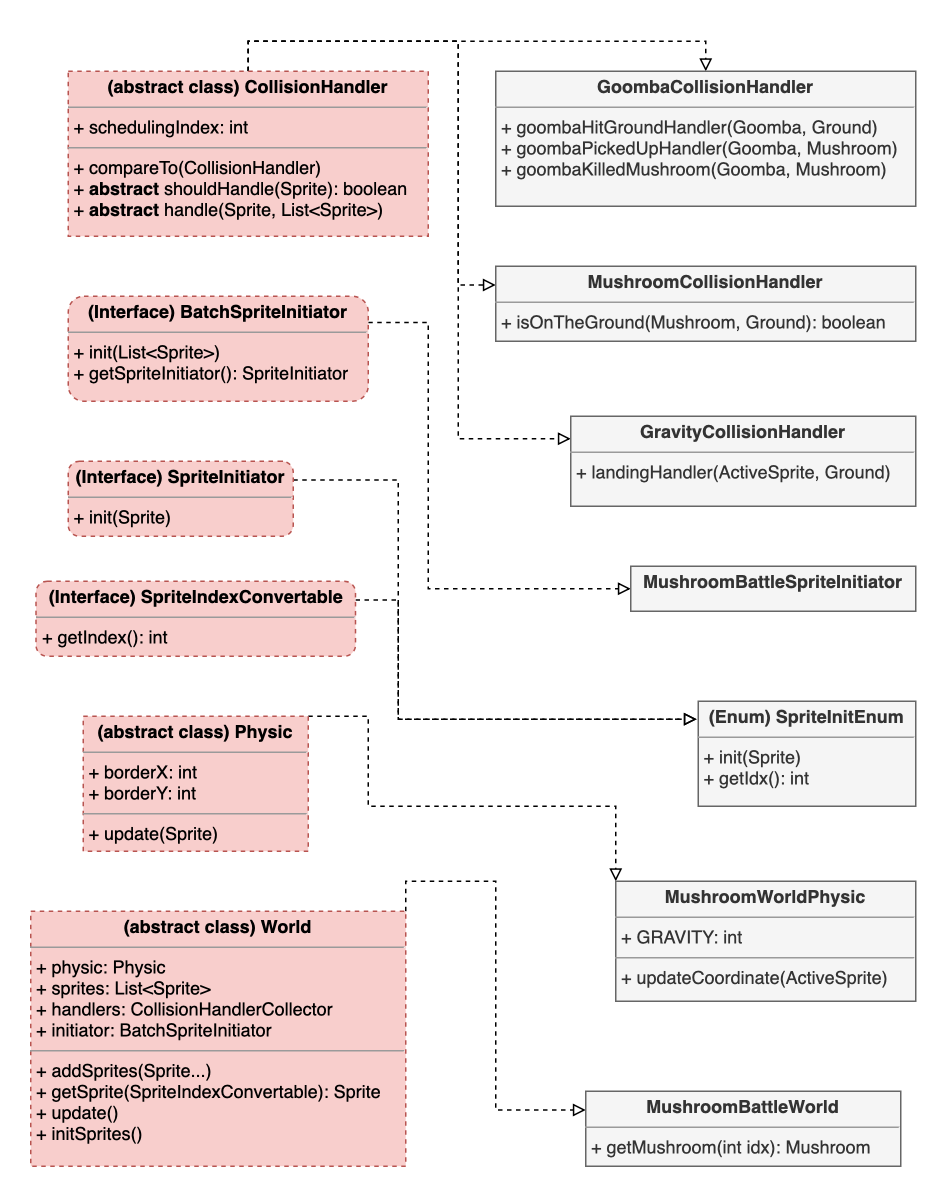 (abstract class) CollisionHandler
+ schedulingIndex: int
+ compareTo(CollisionHandler)
+ abstract shouldHandle(Sprite): boolean
+ abstract handle(Sprite, List<Sprite>)
GoombaCollisionHandler
+ goombaHitGroundHandler(Goomba, Ground)
+ goombaPickedUpHandler(Goomba, Mushroom)
+ goombaKilledMushroom(Goomba, Mushroom)
MushroomCollisionHandler
+ isOnTheGround(Mushroom, Ground): boolean
(Interface) BatchSpriteInitiator
+ init(List<Sprite>)
+ getSpriteInitiator(): SpriteInitiator
GravityCollisionHandler
+ landingHandler(ActiveSprite, Ground)
(Interface) SpriteInitiator
+ init(Sprite)
MushroomBattleSpriteInitiator
(Interface) SpriteIndexConvertable
+ getIndex(): int
(Enum) SpriteInitEnum
+ init(Sprite)
+ getIdx(): int
(abstract class) Physic
+ borderX: int
+ borderY: int
+ update(Sprite)
MushroomWorldPhysic
+ GRAVITY: int
+ updateCoordinate(ActiveSprite)
(abstract class) World
+ physic: Physic
+ sprites: List<Sprite>
+ handlers: CollisionHandlerCollector
+ initiator: BatchSpriteInitiator
+ addSprites(Sprite...)
+ getSprite(SpriteIndexConvertable): Sprite
+ update()
+ initSprites()
MushroomBattleWorld
+ getMushroom(int idx): Mushroom